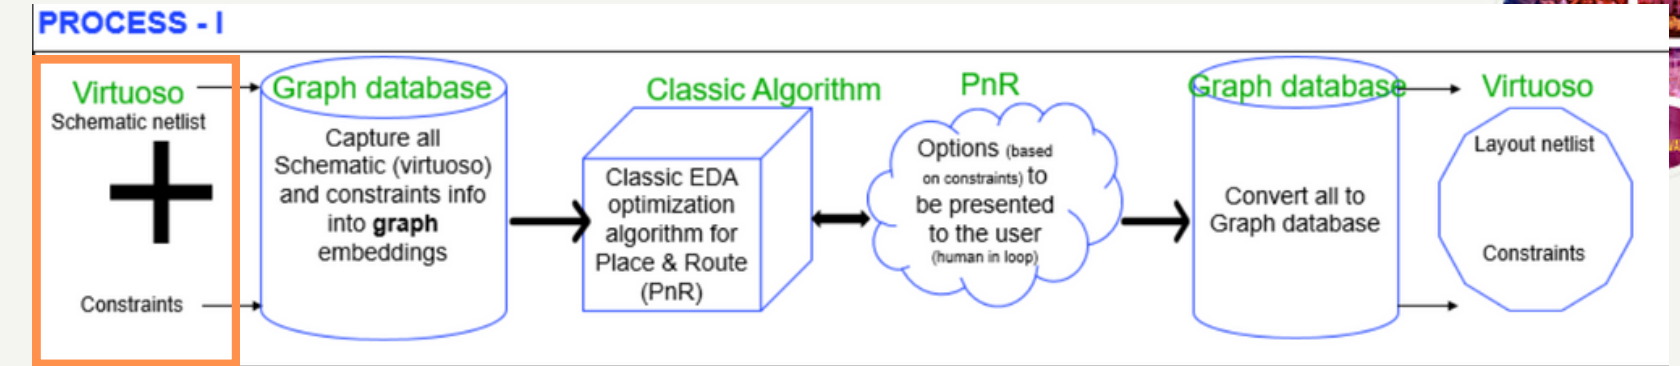 PROCESS - I
Virtuoso
Schematic netlist
Constraints
Graph database
Capture all
Schematic (virtuoso)
and constraints info
into graph
embeddings
Classic Algorithm
Classic EDA
optimization
algorithm for
Place & Route
(PnR)
PnR
Options (based
on constraints) to
be presented
to the user
(human in loop)
Graph database
Convert all to
Graph database
Virtuoso
Layout netlist
Constraints